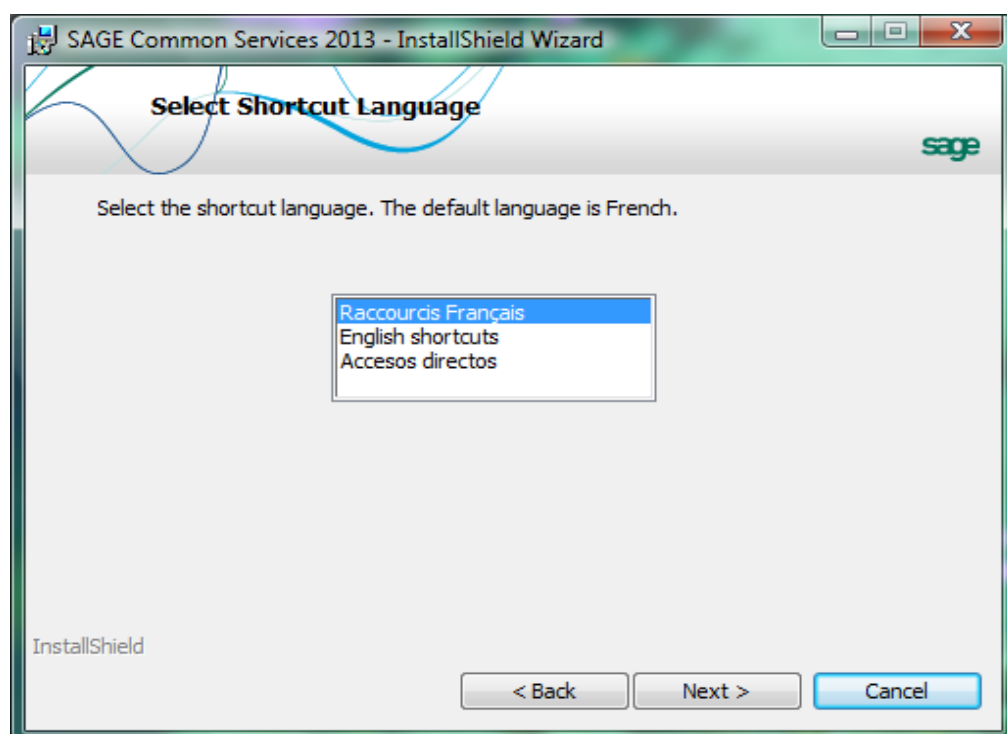 SAGE Common Services 2013 - InstallShield Wizard
Select Shortcut Language
sage
Select the shortcut language. The default language is French.
Raccourcis Français
English shortcuts
Accesos directos
InstallShield
< Back
Next >
Cancel